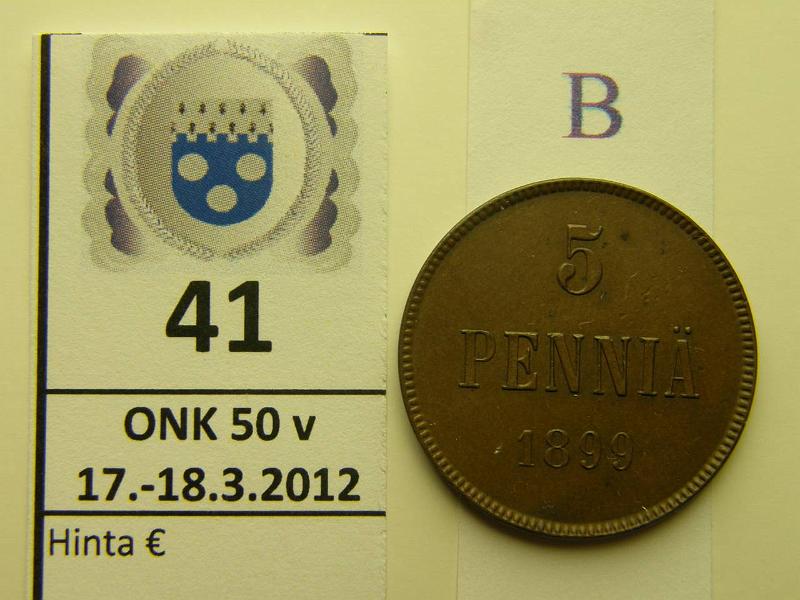 41
ONK 50 v
17.-18.3.2012
Hinta €
B
5
PENNIÄ
1899